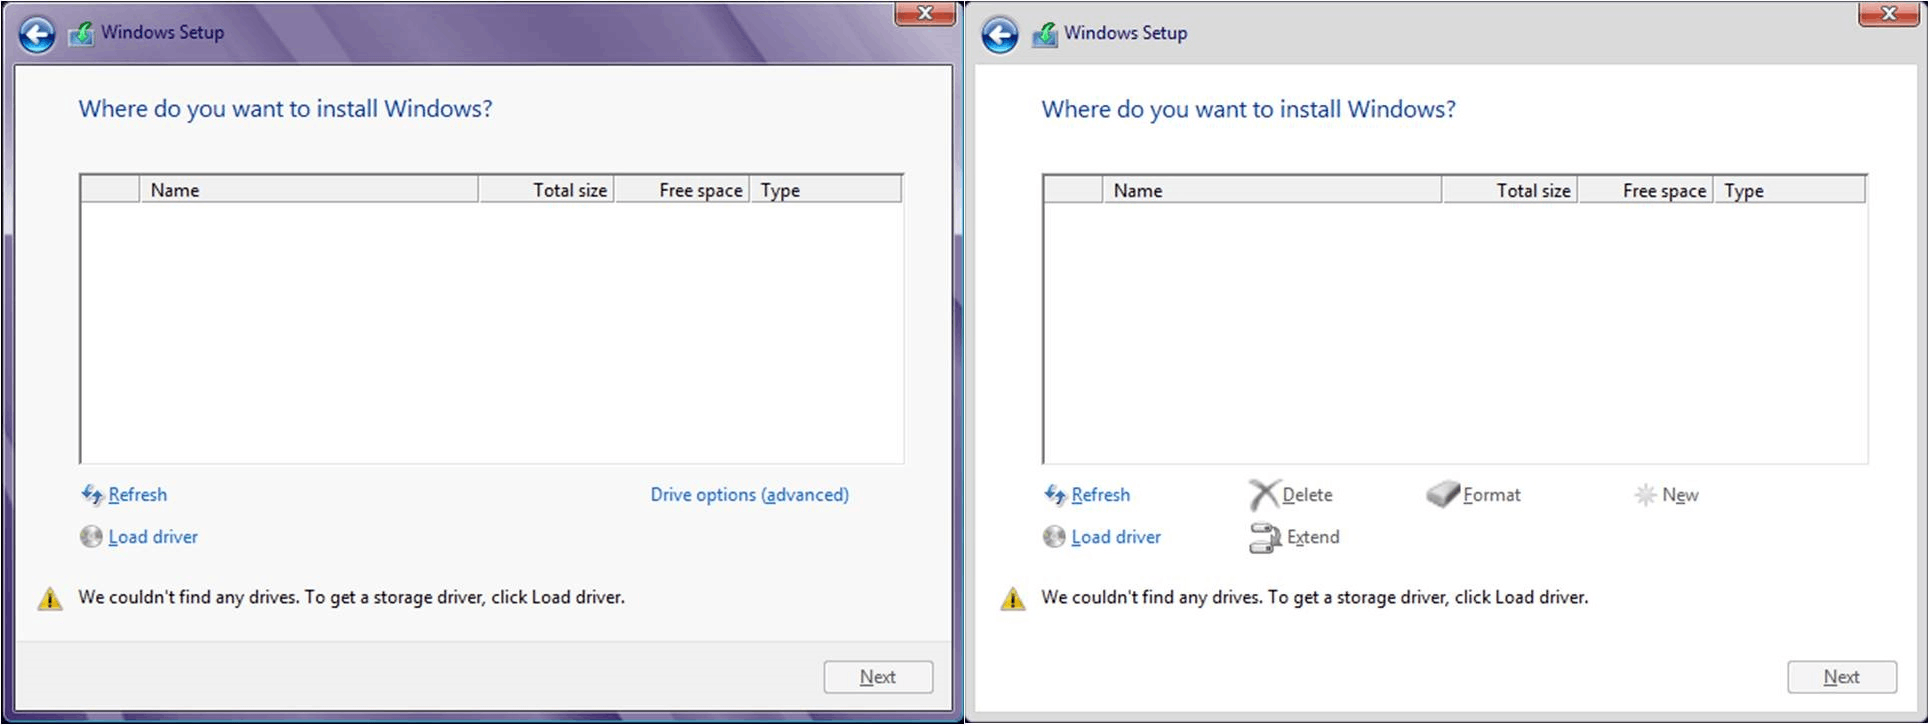 Windows Setup
Where do you want to install Windows?
Name Total size Free space Type
Refresh Drive options (advanced)
Load driver
We couldn't find any drives. To get a storage driver, click Load driver.
Next
Windows Setup
Where do you want to install Windows?
Name Total size Free space Type
Refresh Delete Format New
Load driver Extend
We couldn't find any drives. To get a storage driver, click Load driver.
Next